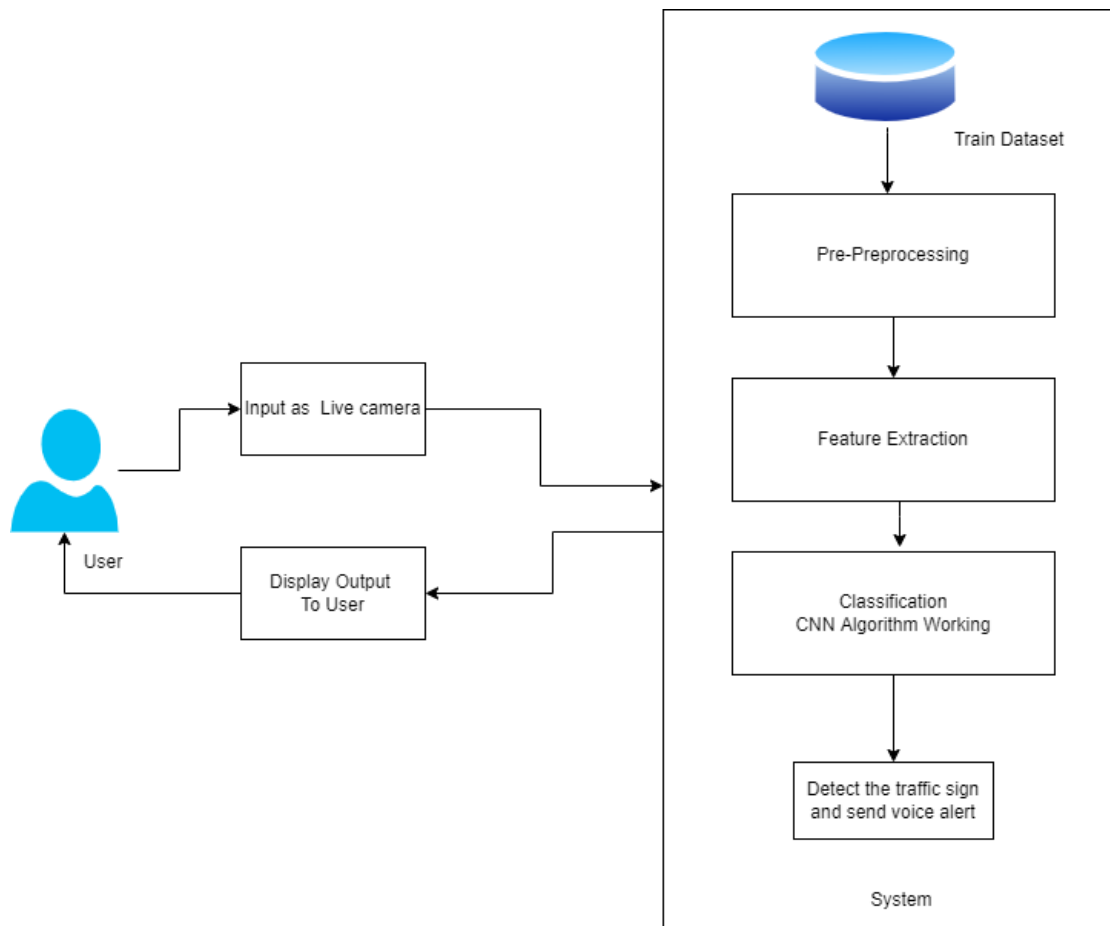 Train Dataset
Pre-Preprocessing
Feature Extraction
Classification
CNN Algorithm Working
Detect the traffic sign
and send voice alert
System
Input as  Live camera
User
Display Output
To User